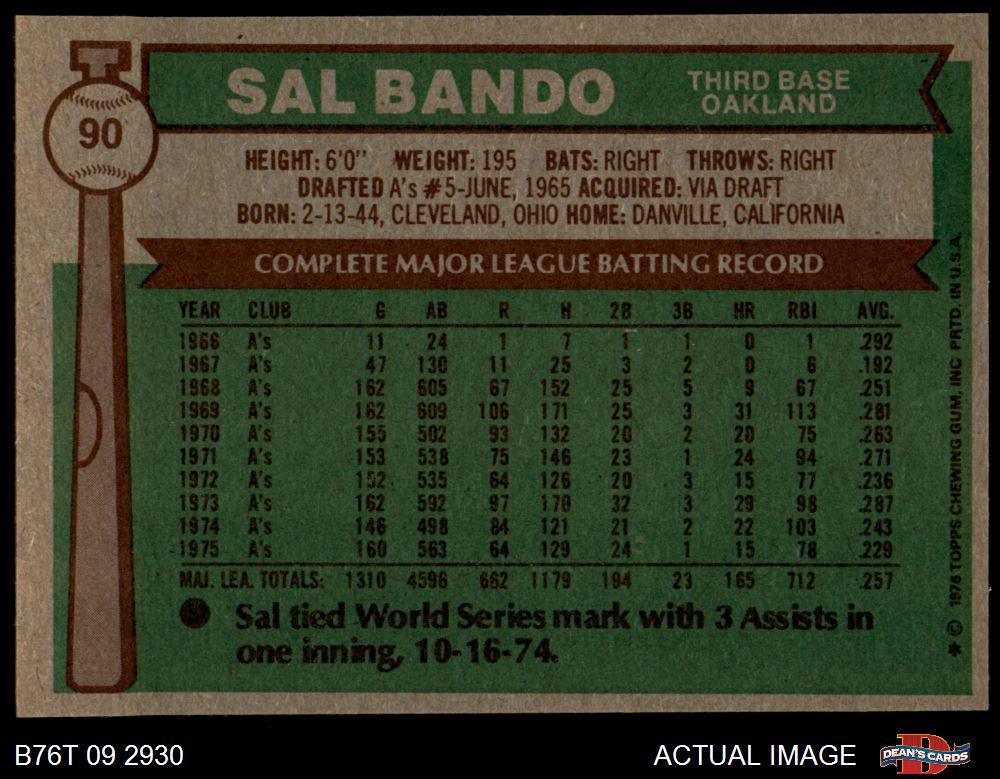 90
SAL BANDO
THIRD BASE
OAKLAND
HEIGHT: 6'0" WEIGHT: 195 BATS: RIGHT THROWS: RIGHT
DRAFTED A's #5-JUNE, 1965 ACQUIRED: VIA DRAFT
BORN: 2-13-44, CLEVELAND, OHIO HOME: DANVILLE, CALIFORNIA
COMPLETE MAJOR LEAGUE BATTING RECORD
YEAR CLUB G AB R H 2B 3B HR RBI AVG.
1966 A's 11 24 1 7 1 1 0 1 .292
1967 A's 47 130 11 25 3 2 0 6 .192
1968 A's 162 605 67 152 25 5 9 67 .251
1969 A's 162 609 106 171 25 3 31 113 .281
1970 A's 155 502 93 132 20 2 20 75 .263
1971 A's 153 538 75 146 23 1 24 94 .271
1972 A's 152 535 64 126 20 3 15 77 .236
1973 A's 162 592 97 170 32 3 29 98 .287
1974 A's 146 498 84 121 21 2 22 103 .243
1975 A's 160 563 64 129 24 1 15 78 .229
MAJ. LEA. TOTALS: 1310 4596 662 1179 194 23 165 712 .257
Sal tied World Series mark with 3 Assists in
one inning, 10-16-74.
* © 1976 TOPPS CHEWING GUM, INC PRTD. IN U.S.A.
B76T 09 2930
ACTUAL IMAGE
DEAN'S CARDS